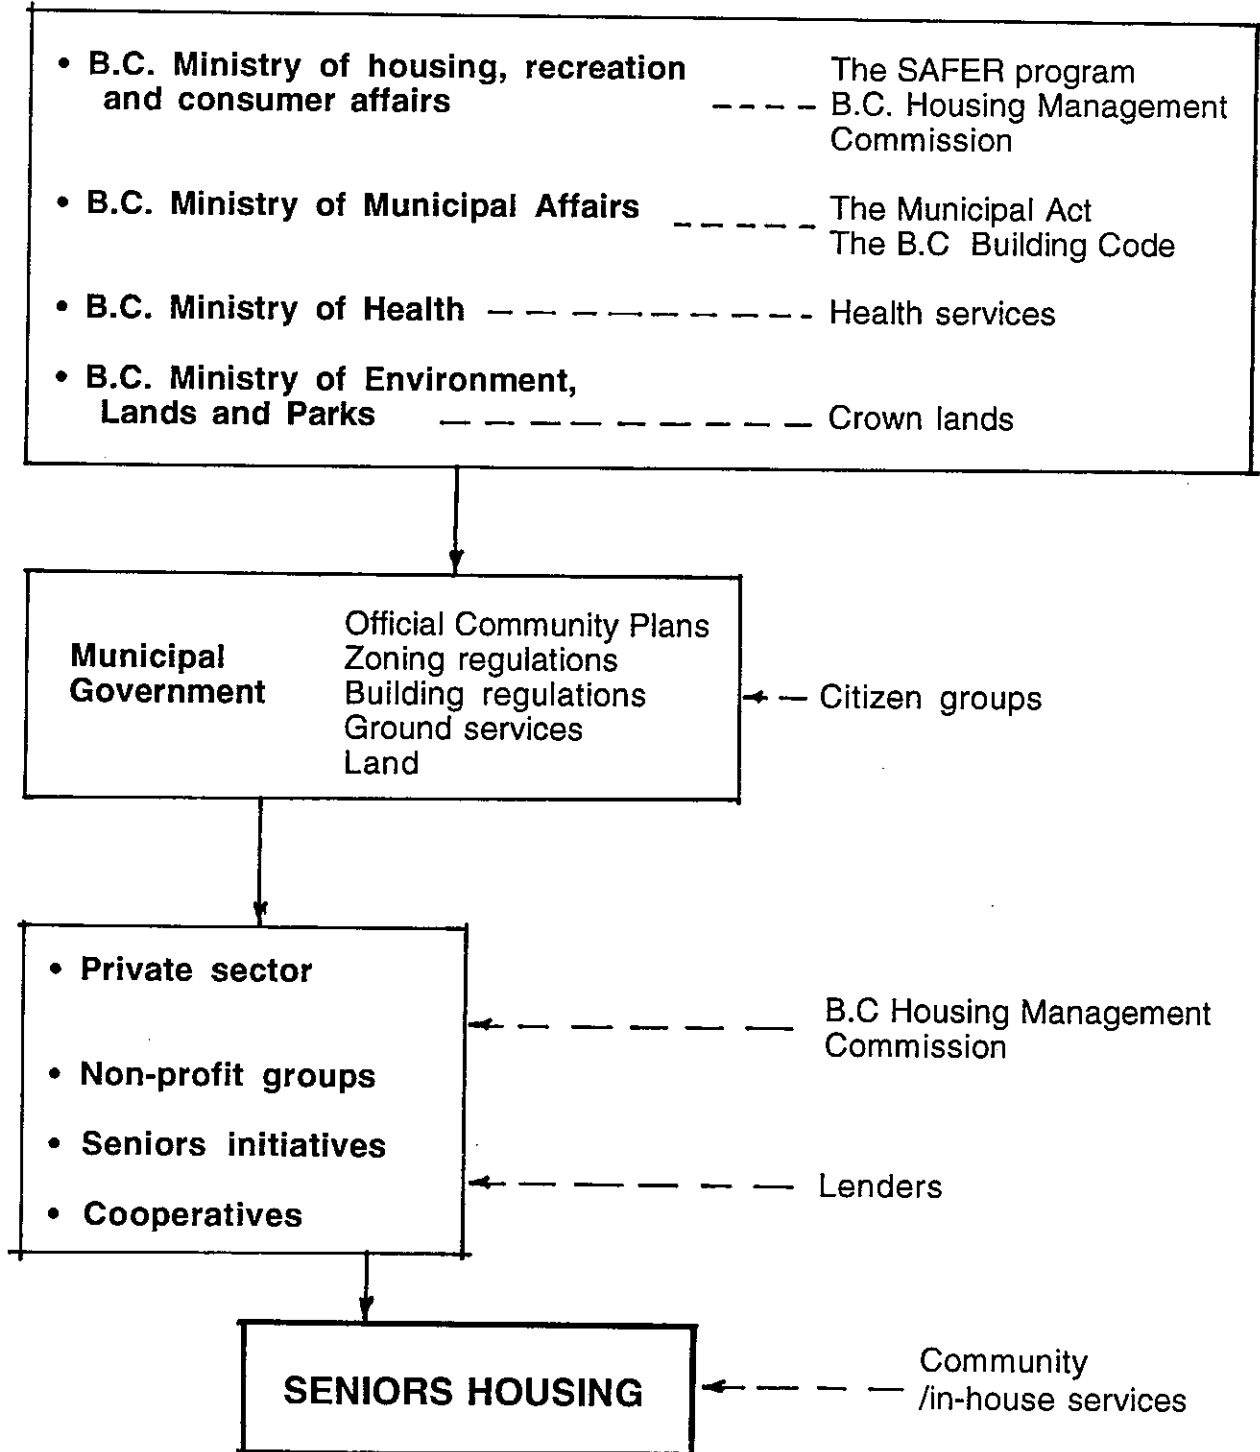 • B.C. Ministry of housing, recreation
and consumer affairs
The SAFER program
B.C. Housing Management
Commission
• B.C. Ministry of Municipal Affairs
The Municipal Act
The B.C Building Code
• B.C. Ministry of Health
Health services
• B.C. Ministry of Environment,
Lands and Parks
Crown lands
Municipal
Government
Official Community Plans
Zoning regulations
Building regulations
Ground services
Land
Citizen groups
• Private sector
• Non-profit groups
• Seniors initiatives
• Cooperatives
B.C Housing Management
Commission
Lenders
SENIORS HOUSING
Community
/in-house services